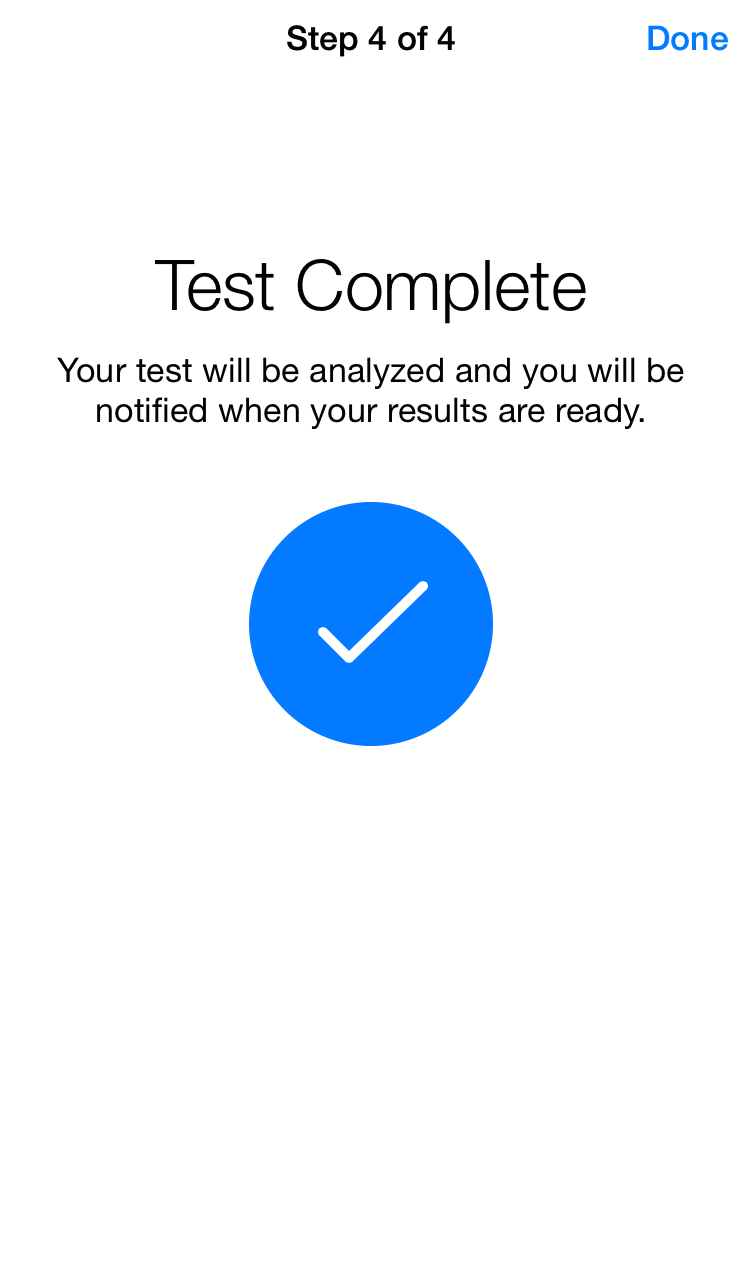 Step 4 of 4
Done
Test Complete
Your test will be analyzed and you will be
notified when your results are ready.